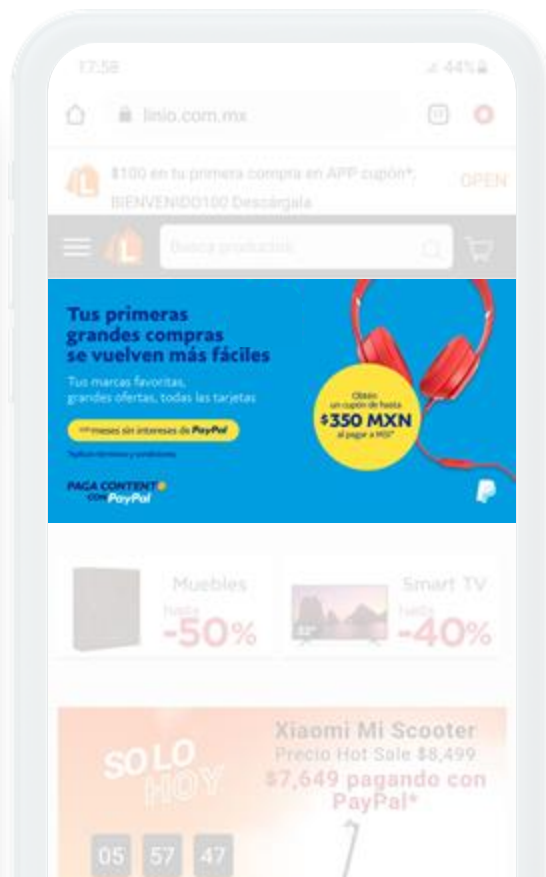 17:58
44%
linio.com.mx
$100 en tu primera compra en APP cupón*:
OPEN
BIENVENIDO100 Descárgala
Busca productos
Tus primeras
grandes compras
se vuelven más fáciles
Tus marcas favoritas,
grandes ofertas, todas las tarjetas
meses sin intereses de PayPal
Aplican términos y condiciones
PAGA CONTENTO
CON PayPal
Obtén
un cupón de hasta
$350 MXN
al pagar a MSI*
Muebles
hasta
-50%
Smart TV
hasta
-40%
32"
SOLO
HOY
05 57 47
Xiaomi Mi Scooter
Precio Hot Sale $8,499
$7,649 pagando con
PayPal*